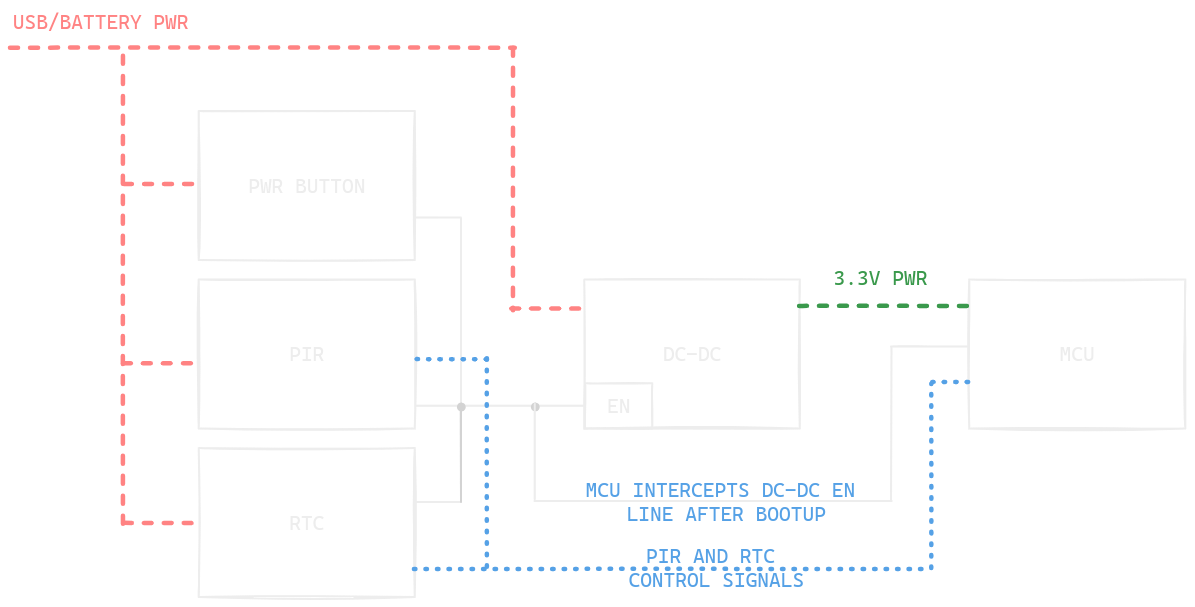 USB/BATTERY PWR
PWR BUTTON
3.3V PWR
PIR
DC-DC
MCU
EN
MCU INTERCEPTS DC-DC EN
LINE AFTER BOOTUP
RTC
PIR AND RTC
CONTROL SIGNALS